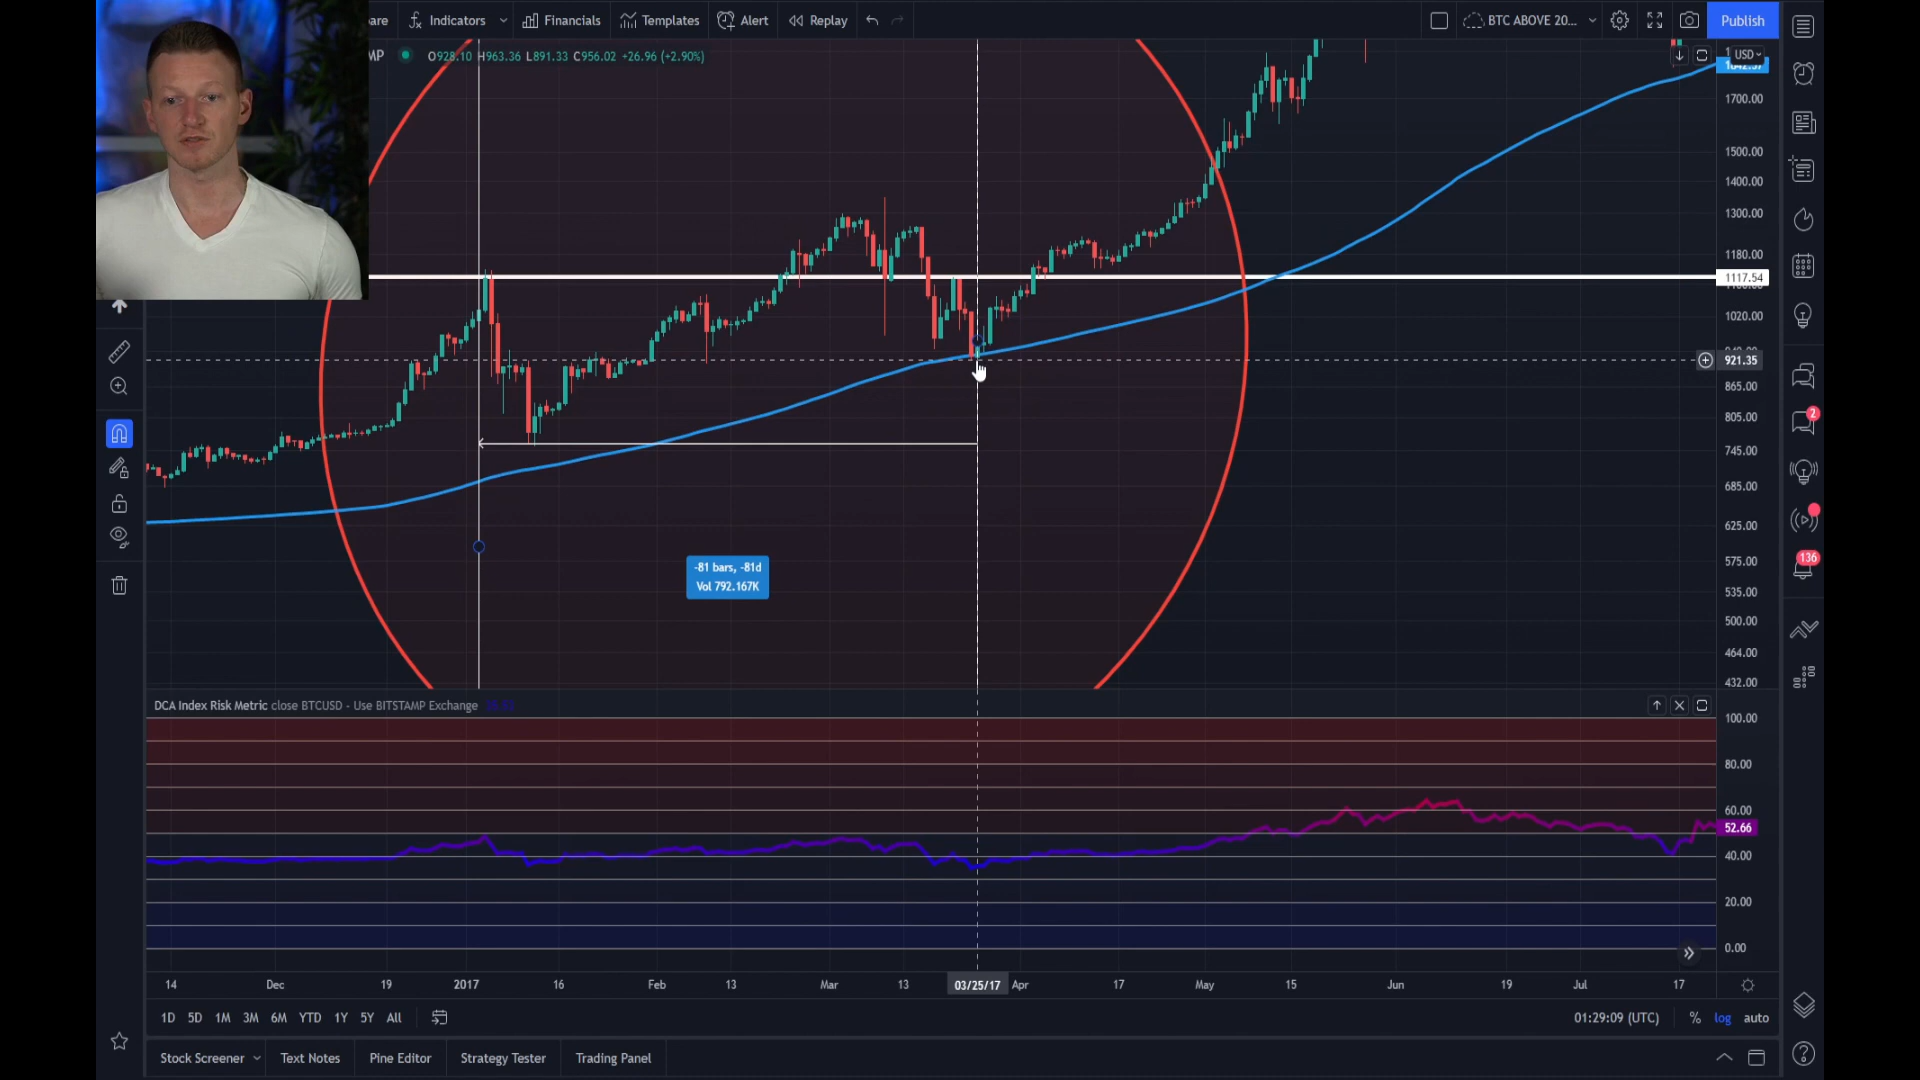 are
Indicators
Financials
Templates
Alert
Replay
BTC ABOVE 20...
Publish
MP
O928.10 H963.36 L891.33 C956.02 +26.96 (+2.90%)
USD
1700.00
1500.00
1400.00
1300.00
1180.00
1117.54
1020.00
921.35
865.00
805.00
745.00
685.00
625.00
575.00
535.00
500.00
464.00
432.00
-81 bars, -81d
Vol 792.167K
2
136
DCA Index Risk Metric close BTCUSD - Use BITSTAMP Exchange
100.00
80.00
60.00
52.66
40.00
20.00
0.00
14 Dec 19 2017 16 Feb 13 Mar 13 03/25/17 Apr 17 May 15 Jun 19 Jul 17
1D 5D 1M 3M 6M YTD 1Y 5Y All
01:29:09 (UTC) % log auto
Stock Screener Text Notes Pine Editor Strategy Tester Trading Panel